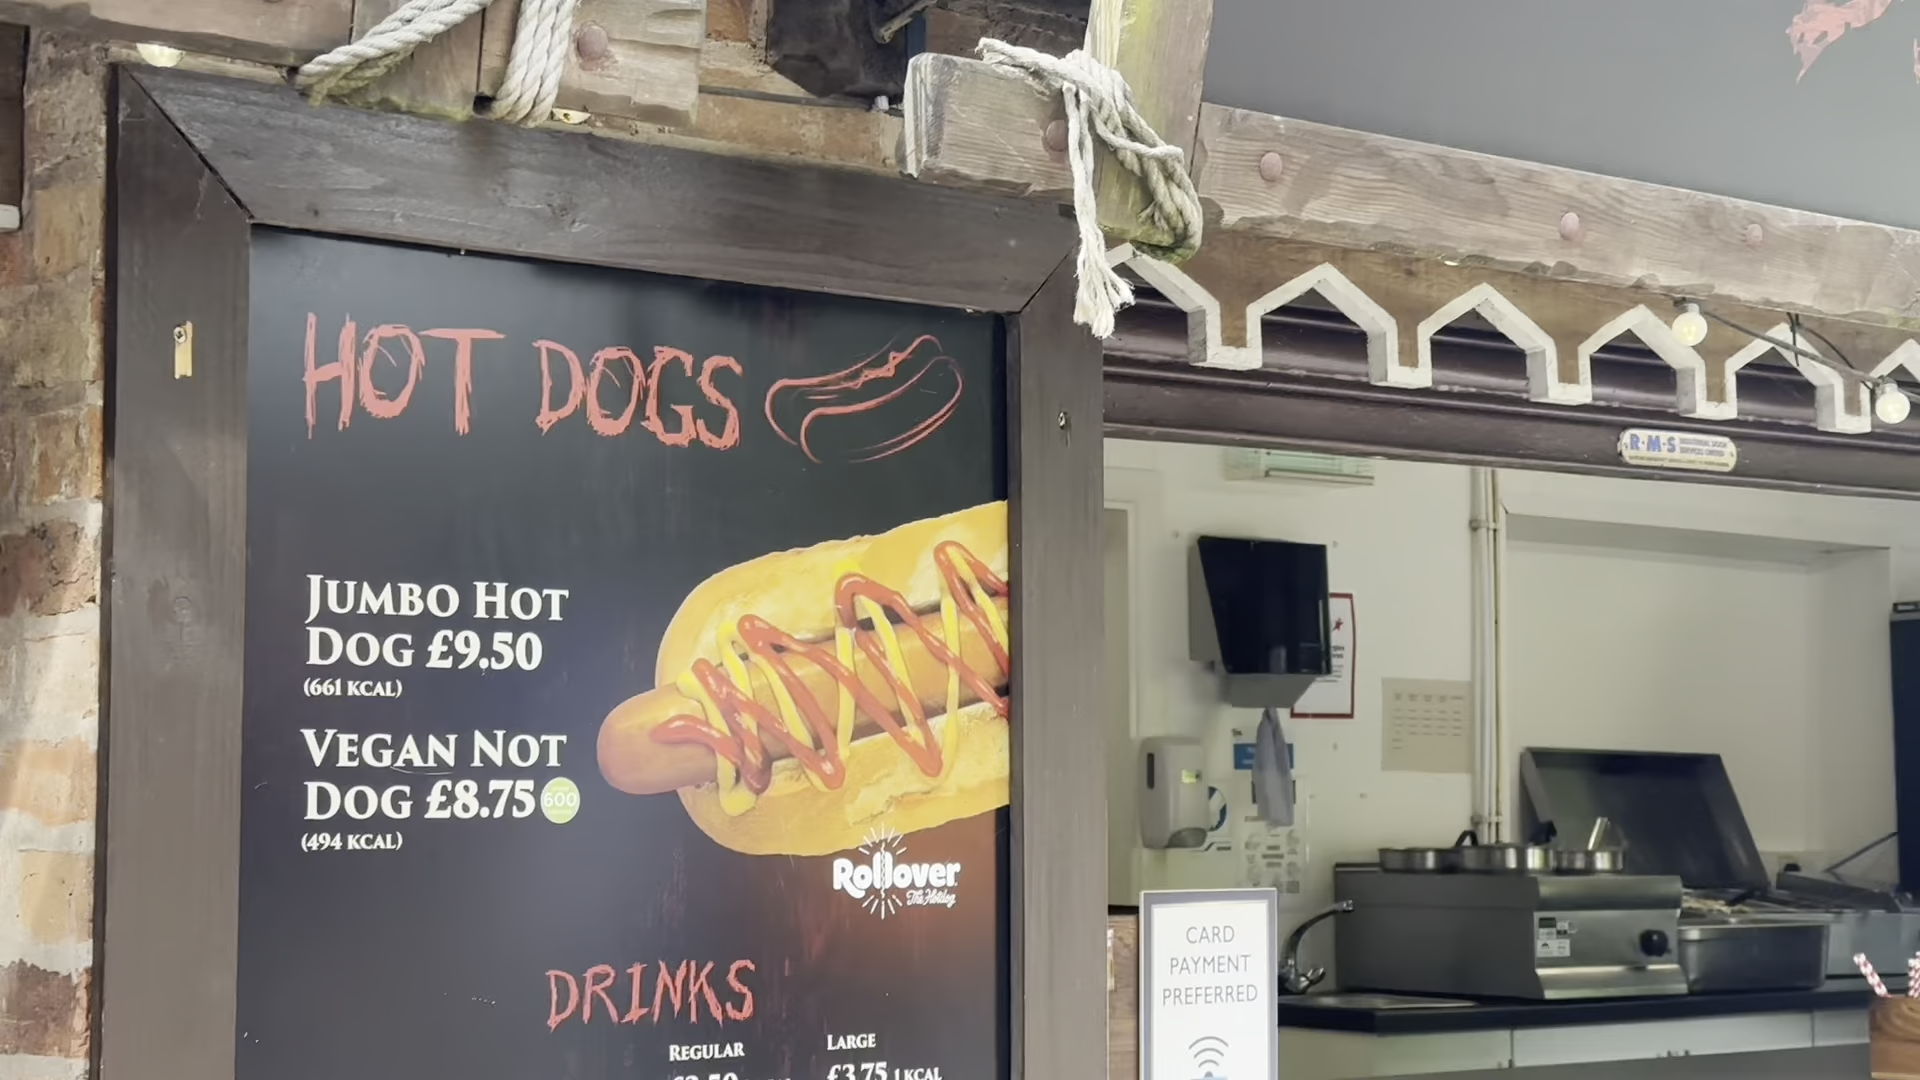 HOT DOGS
JUMBO HOT
DOG £9.50
(661 KCAL)
VEGAN NOT
DOG £8.75
600
(494 KCAL)
Rollover
The Hotdog
DRINKS
REGULAR
LARGE
£3.75 1 KCAL
R·M·S
CARD
PAYMENT
PREFERRED